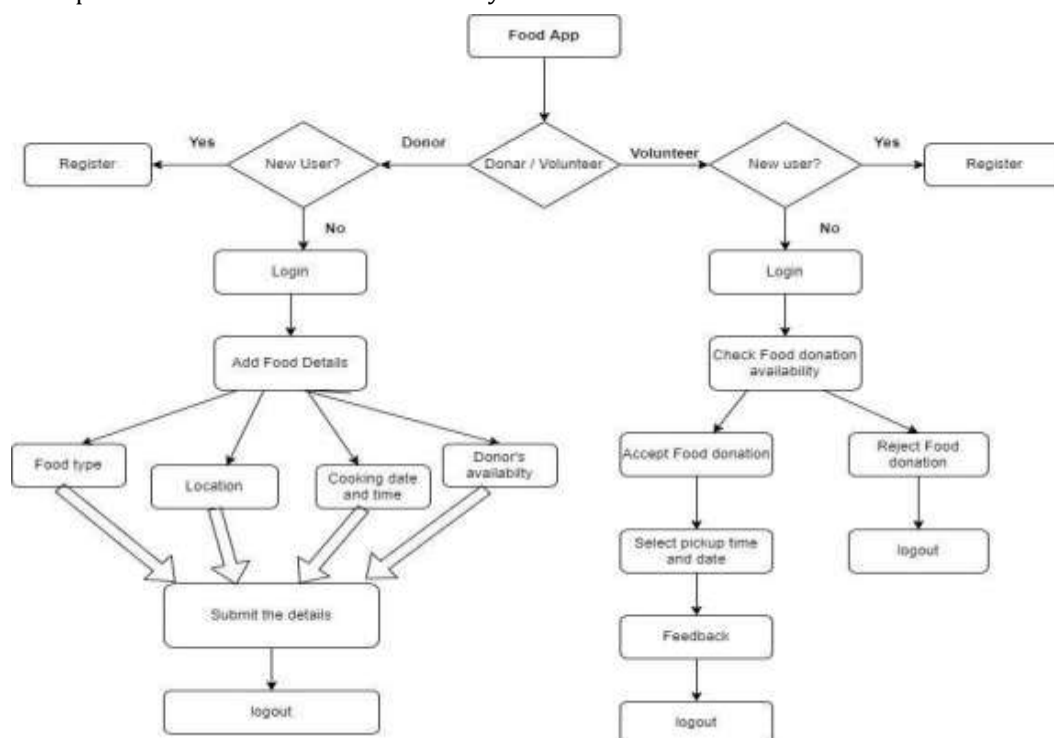 Food App
Yes
Donor
Volunteer
Yes
Register
New User?
Donar / Volunteer
New user?
Register
No
No
Login
Login
Add Food Details
Check Food donation
availability
Food type
Location
Cooking date
and time
Donor's
availabilty
Accept Food donation
Reject Food
donation
Select pickup time
and date
logout
Submit the details
Feedback
logout
logout